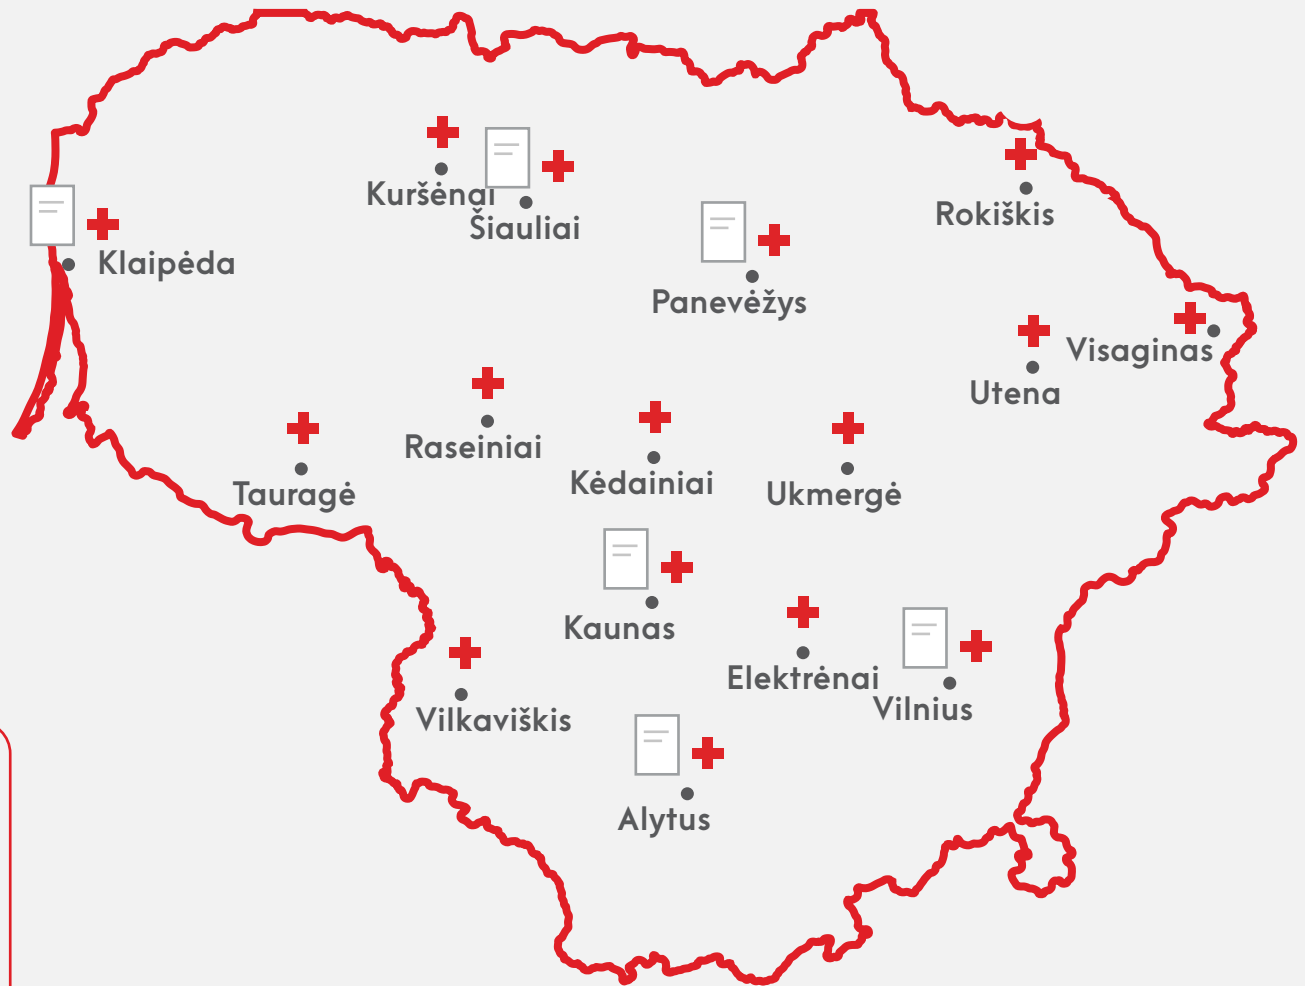 Kuršėnai
Šiauliai
Rokiškis
Klaipėda
Panevėžys
Visaginas
Utena
Raseiniai
Kėdainiai
Tauragė
Ukmergė
Kaunas
Elektrėnai
Vilnius
Vilkaviškis
Alytus